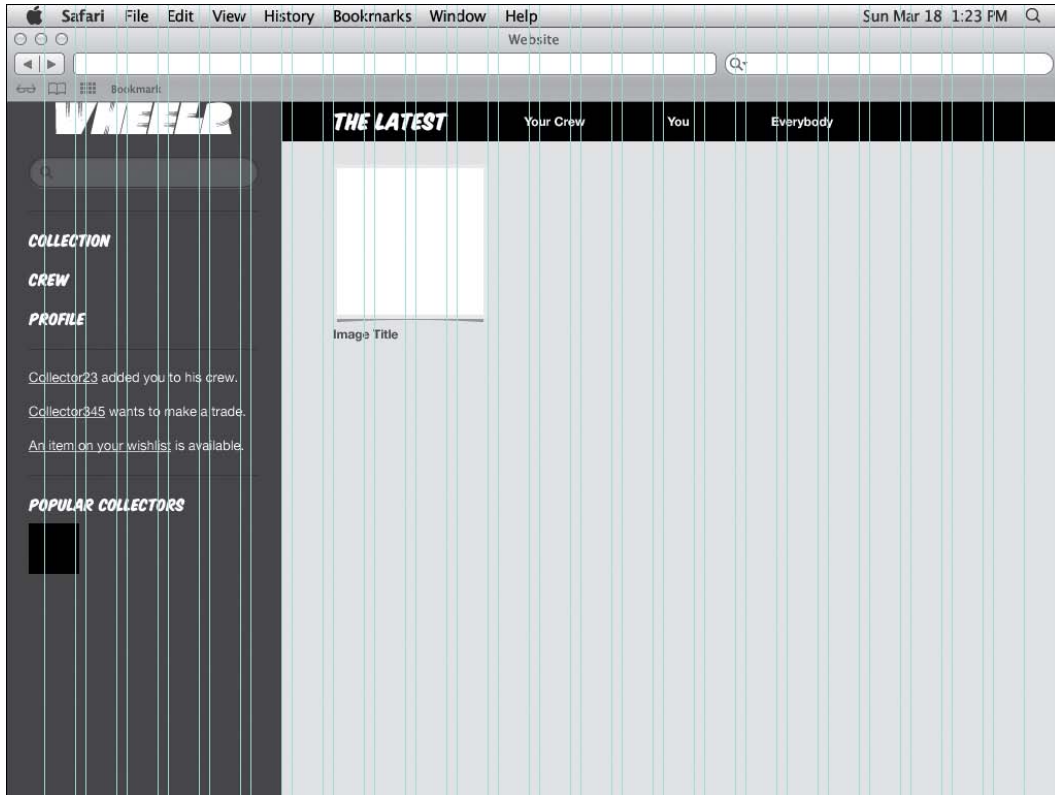 Safari File Edit View History Bookmarks Window Help Sun Mar 18 1:23 PM
Website
Bookmark
THE LATEST Your Crew You Everybody
COLLECTION
CREW
PROFILE
Image Title
Collector23 added you to his crew.
Collector345 wants to make a trade.
An item on your wishlist is available.
POPULAR COLLECTORS